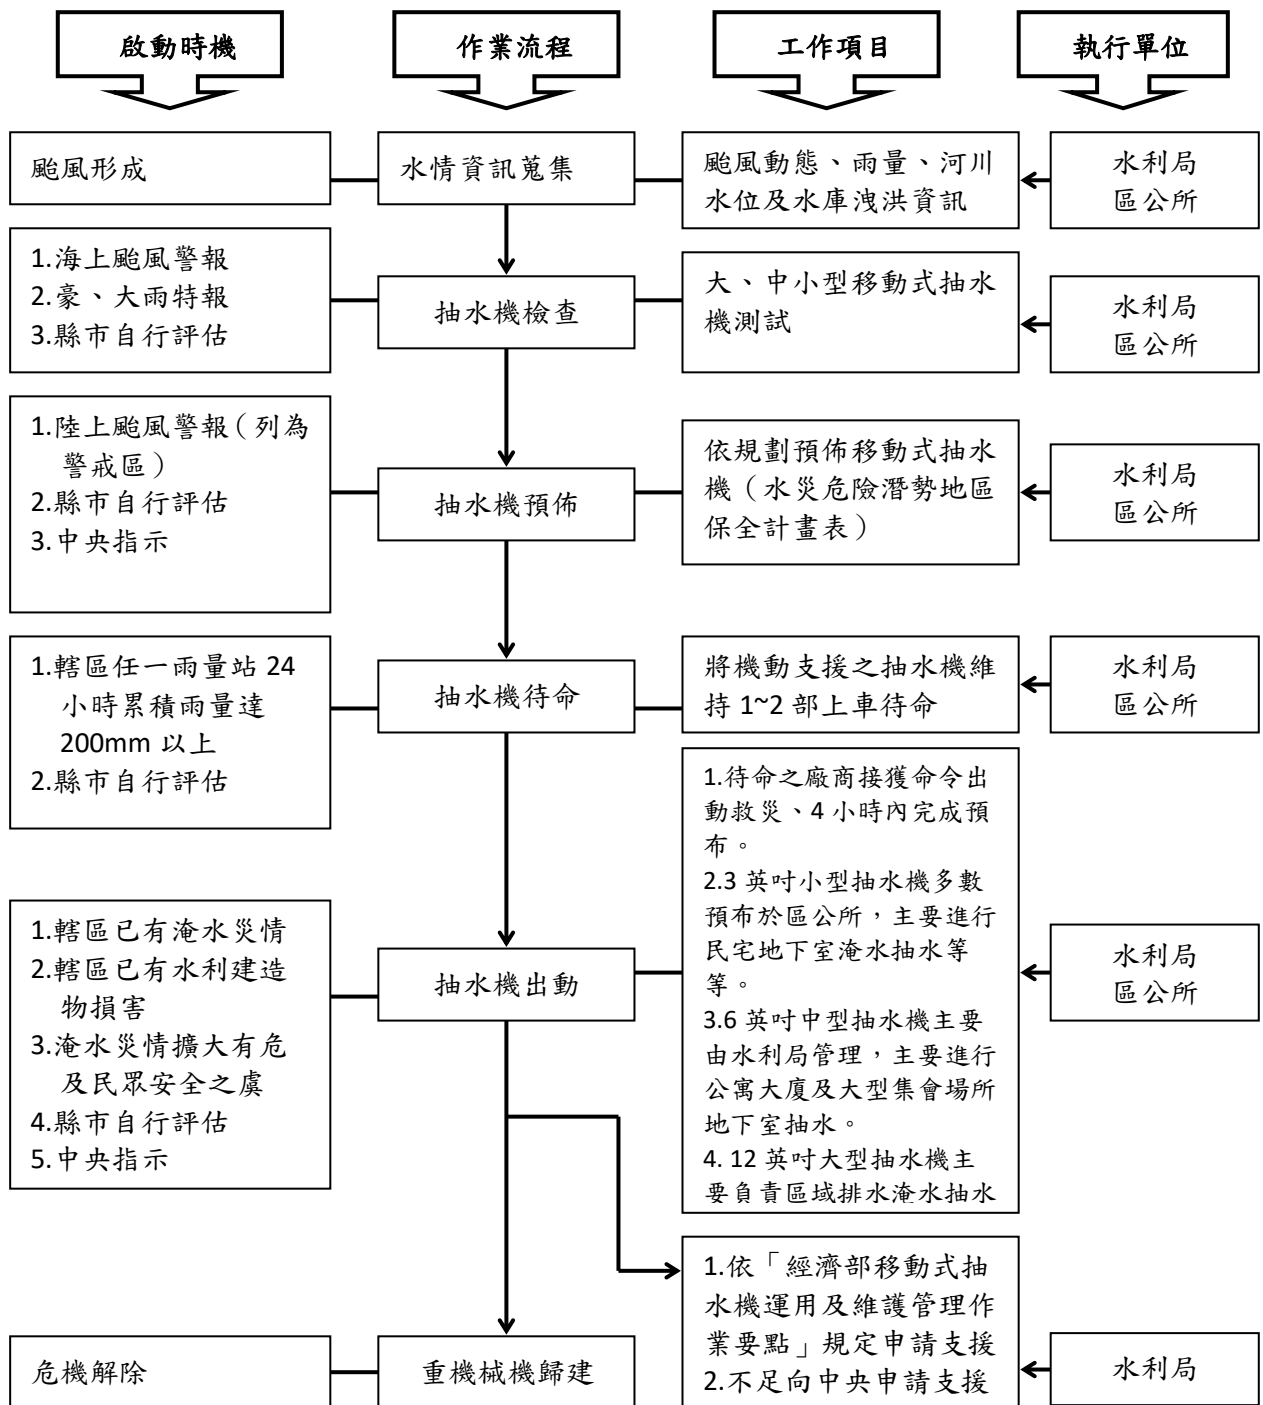 啟動時機
作業流程
工作項目
執行單位
颱風形成
水情資訊蒐集
颱風動態、雨量、河川
水位及水庫洩洪資訊
水利局
區公所
1.海上颱風警報
2.豪、大雨特報
3.縣市自行評估
抽水機檢查
大、中小型移動式抽水
機測試
水利局
區公所
1.陸上颱風警報（列為
警戒區）
2.縣市自行評估
3.中央指示
抽水機預佈
依規劃預佈移動式抽水
機（水災危險潛勢地區
保全計畫表）
水利局
區公所
1.轄區任一雨量站 24
小時累積雨量達
200mm 以上
2.縣市自行評估
抽水機待命
將機動支援之抽水機維
持 1~2 部上車待命
水利局
區公所
1.轄區已有淹水災情
2.轄區已有水利建造
物損害
3.淹水災情擴大有危
及民眾安全之虞
4.縣市自行評估
5.中央指示
抽水機出動
1.待命之廠商接獲命令出
動救災、4 小時內完成預
布。
2.3 英吋小型抽水機多數
預布於區公所，主要進行
民宅地下室淹水抽水等
等。
3.6 英吋中型抽水機主要
由水利局管理，主要進行
公寓大廈及大型集會場所
地下室抽水。
4. 12 英吋大型抽水機主
要負責區域排水淹水抽水
水利局
區公所
危機解除
重機械機歸建
1.依「經濟部移動式抽
水機運用及維護管理作
業要點」規定申請支援
2.不足向中央申請支援
水利局